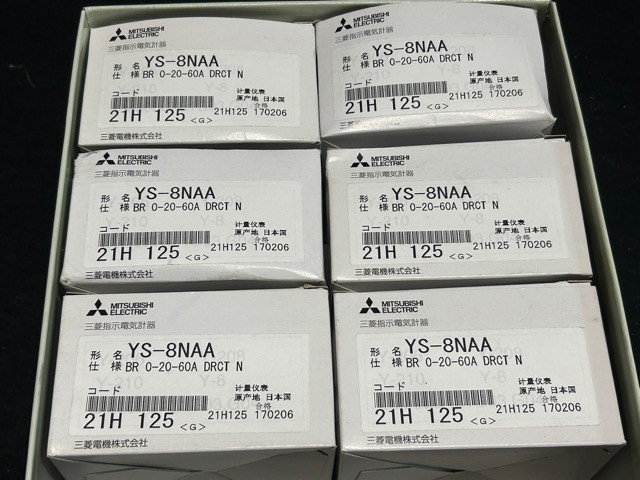 MITSUBISHI
ELECTRIC
三菱指示電気計器
形 名 YS-8NAA
仕 様 BR 0-20-60A DRCT N
コード
計量仪表
原产地 日本国
合格
21H 125 <G> 21H125 170206
三菱電機株式会社
MITSUBISHI
ELECTRIC
三菱指示電気計器
形 名 YS-8NAA
仕 様 BR 0-20-60A DRCT N
コード
計量仪表
原产地 日本国
合格
21H 125 <G> 21H125 170206
三菱電機株式会社
MITSUBISHI
ELECTRIC
三菱指示電気計器
形 名 YS-8NAA
仕 様 BR 0-20-60A DRCT N
コード
計量仪表
原产地 日本国
合格
21H 125 <G> 21H125 170206
三菱電機株式会社
MITSUBISHI
ELECTRIC
三菱指示電気計器
形 名 YS-8NAA
仕 様 BR 0-20-60A DRCT N
コード
計量仪表
原产地 日本国
合格
21H 125 <G> 21H125 170206
三菱電機株式会社
MITSUBISHI
ELECTRIC
三菱指示電気計器
形 名 YS-8NAA
仕 様 BR 0-20-60A DRCT N
コード
計量仪表
原产地 日本国
合格
21H 125 <G> 21H125 170206
三菱電機株式会社
MITSUBISHI
ELECTRIC
三菱指示電気計器
形 名 YS-8NAA
仕 様 BR 0-20-60A DRCT N
コード
計量仪表
原产地 日本国
合格
21H 125 <G> 21H125 170206
三菱電機株式会社